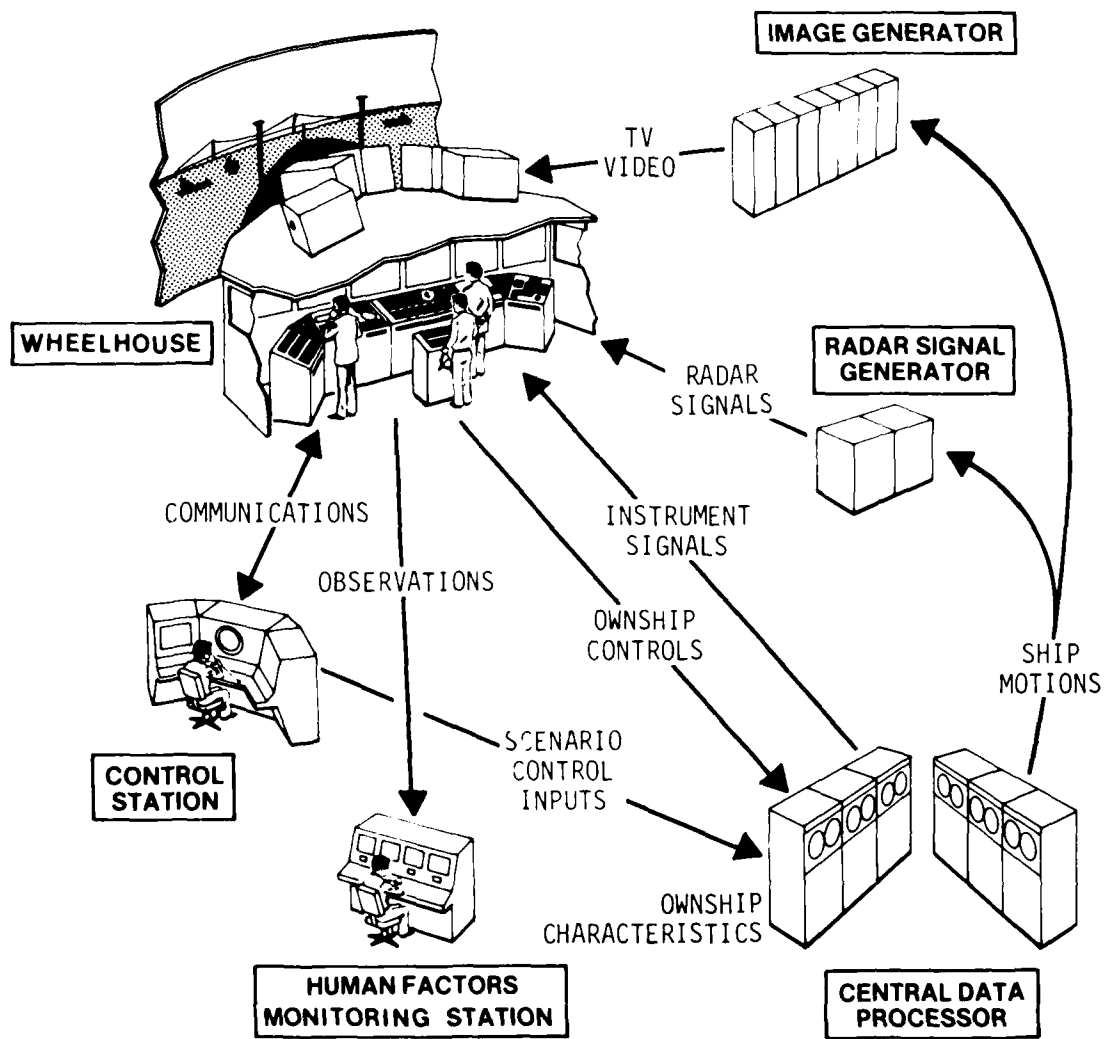 IMAGE GENERATOR
TV
VIDEO
WHEELHOUSE
RADAR SIGNAL
GENERATOR
RADAR
SIGNALS
COMMUNICATIONS
INSTRUMENT
SIGNALS
OBSERVATIONS
OWNSHIP
CONTROLS
SHIP
MOTIONS
SCENARIO
CONTROL
INPUTS
CONTROL
STATION
OWNSHIP
CHARACTERISTICS
HUMAN FACTORS
MONITORING STATION
CENTRAL DATA
PROCESSOR